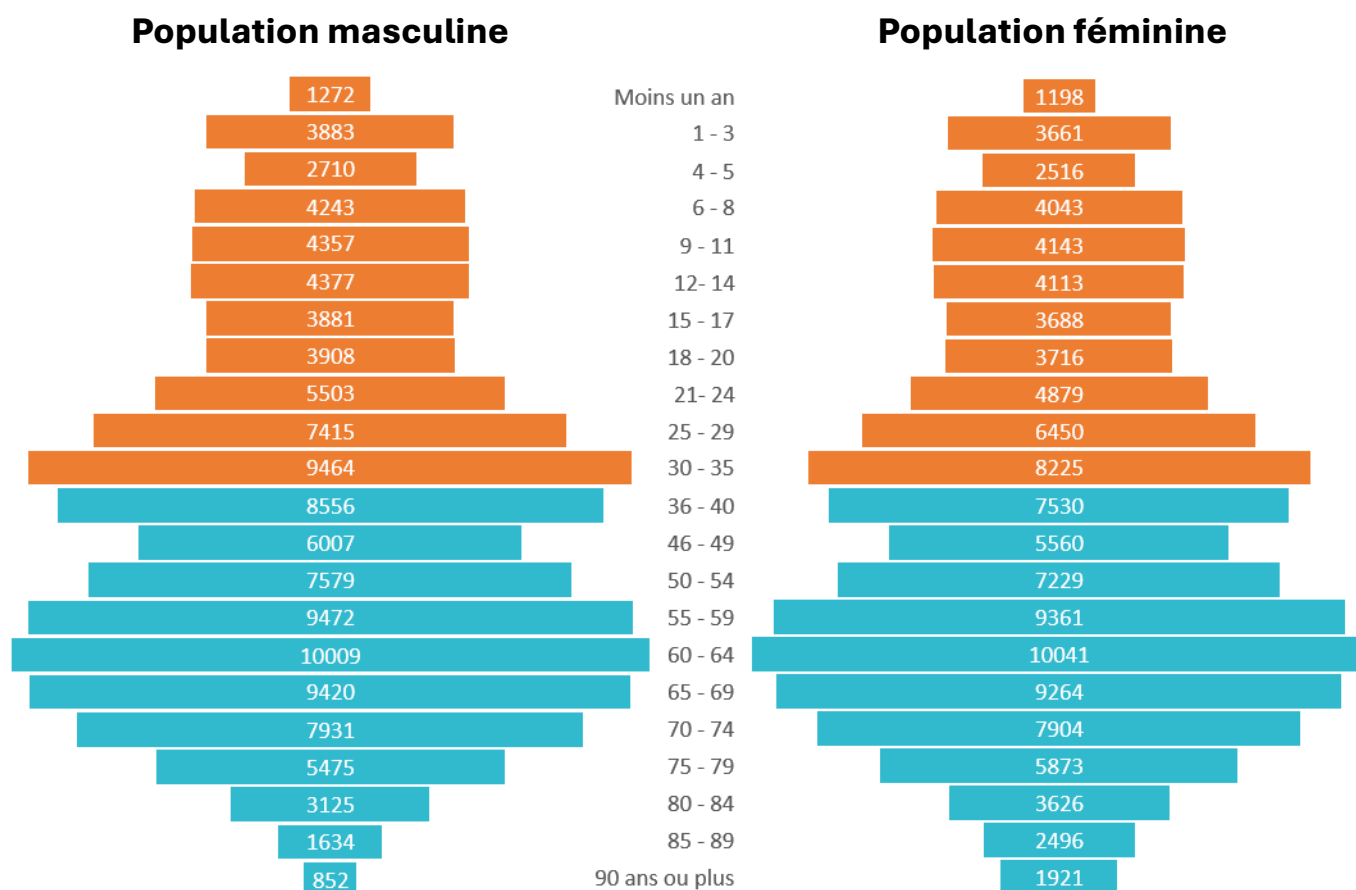 Population masculine Population féminine
1272 Moins un an 1198
3883 1 - 3 3661
2710 4 - 5 2516
4243 6 - 8 4043
4357 9 - 11 4143
4377 12- 14 4113
3881 15 - 17 3688
3908 18 - 20 3716
5503 21- 24 4879
7415 25 - 29 6450
9464 30 - 35 8225
8556 36 - 40 7530
6007 46 - 49 5560
7579 50 - 54 7229
9472 55 - 59 9361
10009 60 - 64 10041
9420 65 - 69 9264
7931 70 - 74 7904
5475 75 - 79 5873
3125 80 - 84 3626
1634 85 - 89 2496
852 90 ans ou plus 1921